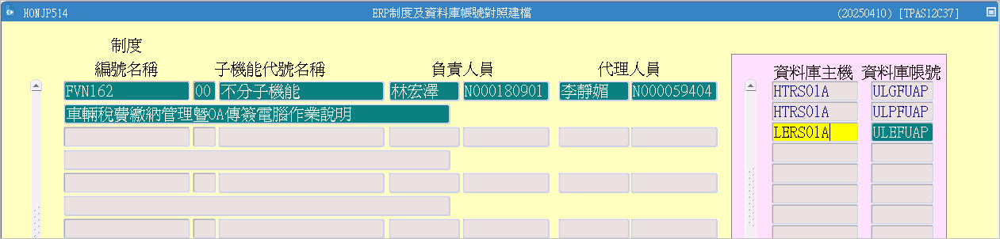 HONJP514 ERP制度及資料庫帳號對照建檔 (20250410) [TPAS12C37]
制度
編號名稱 子機能代號名稱 負責人員 代理人員
資料庫主機 資料庫帳號
FVN162 00 不分子機能 林宏澤 N000180901 李靜媚 N000059404
HTRS01A ULGFUAP
車輛稅費繳納管理暨OA傳簽電腦作業說明
HTRS01A ULPFUAP
LERS01A ULEFUAP